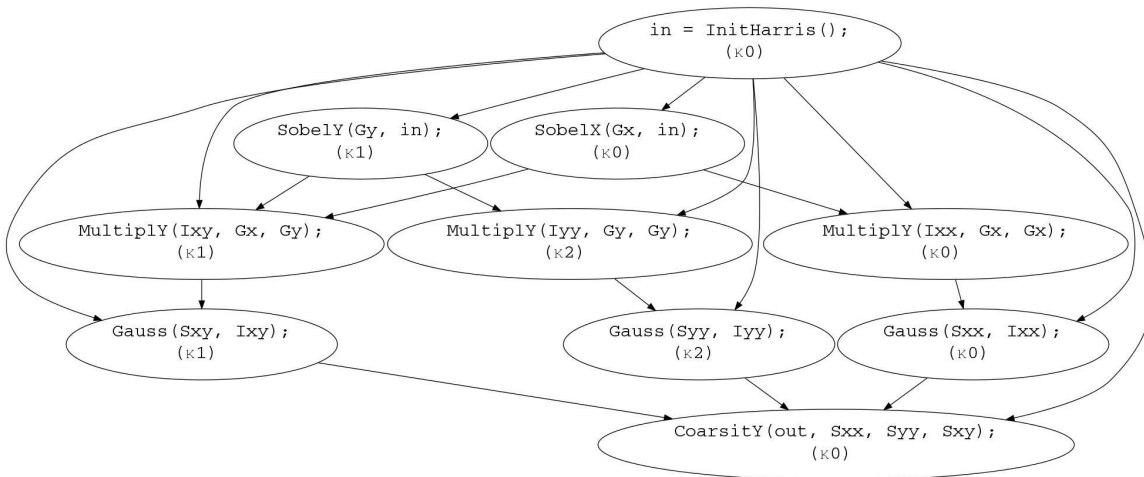 in = InitHarris();
(κ0)
SobelY(Gy, in);
(κ1)
SobelX(Gx, in);
(κ0)
MultiplY(Ixy, Gx, Gy);
(κ1)
MultiplY(Iyy, Gy, Gy);
(κ2)
MultiplY(Ixx, Gx, Gx);
(κ0)
Gauss(Sxy, Ixy);
(κ1)
Gauss(Syy, Iyy);
(κ2)
Gauss(Sxx, Ixx);
(κ0)
CoarsitY(out, Sxx, Syy, Sxy);
(κ0)